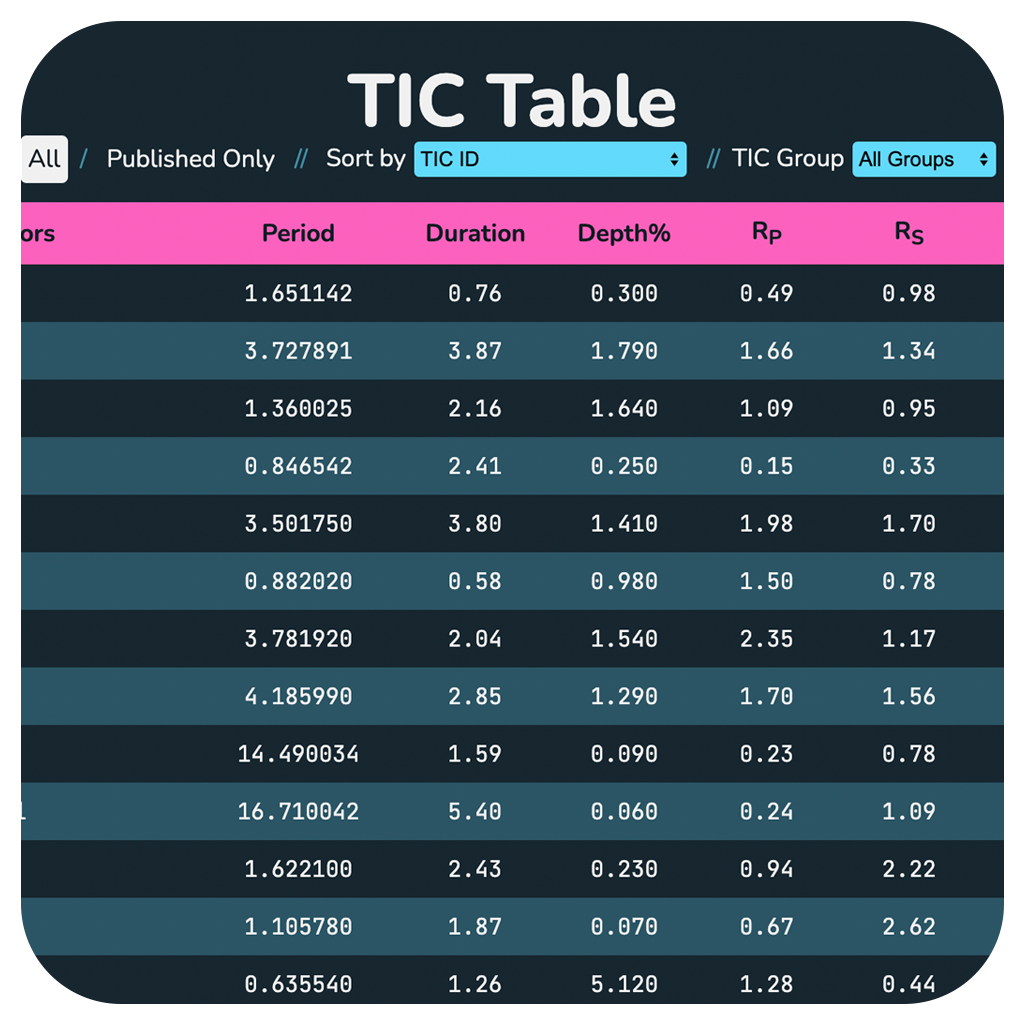 TIC Table
All / Published Only // Sort by TIC ID // TIC Group All Groups
ors Period Duration Depth% RP RS
1.651142 0.76 0.300 0.49 0.98
3.727891 3.87 1.790 1.66 1.34
1.360025 2.16 1.640 1.09 0.95
0.846542 2.41 0.250 0.15 0.33
3.501750 3.80 1.410 1.98 1.70
0.882020 0.58 0.980 1.50 0.78
3.781920 2.04 1.540 2.35 1.17
4.185990 2.85 1.290 1.70 1.56
14.490034 1.59 0.090 0.23 0.78
16.710042 5.40 0.060 0.24 1.09
1.622100 2.43 0.230 0.94 2.22
1.105780 1.87 0.070 0.67 2.62
0.635540 1.26 5.120 1.28 0.44